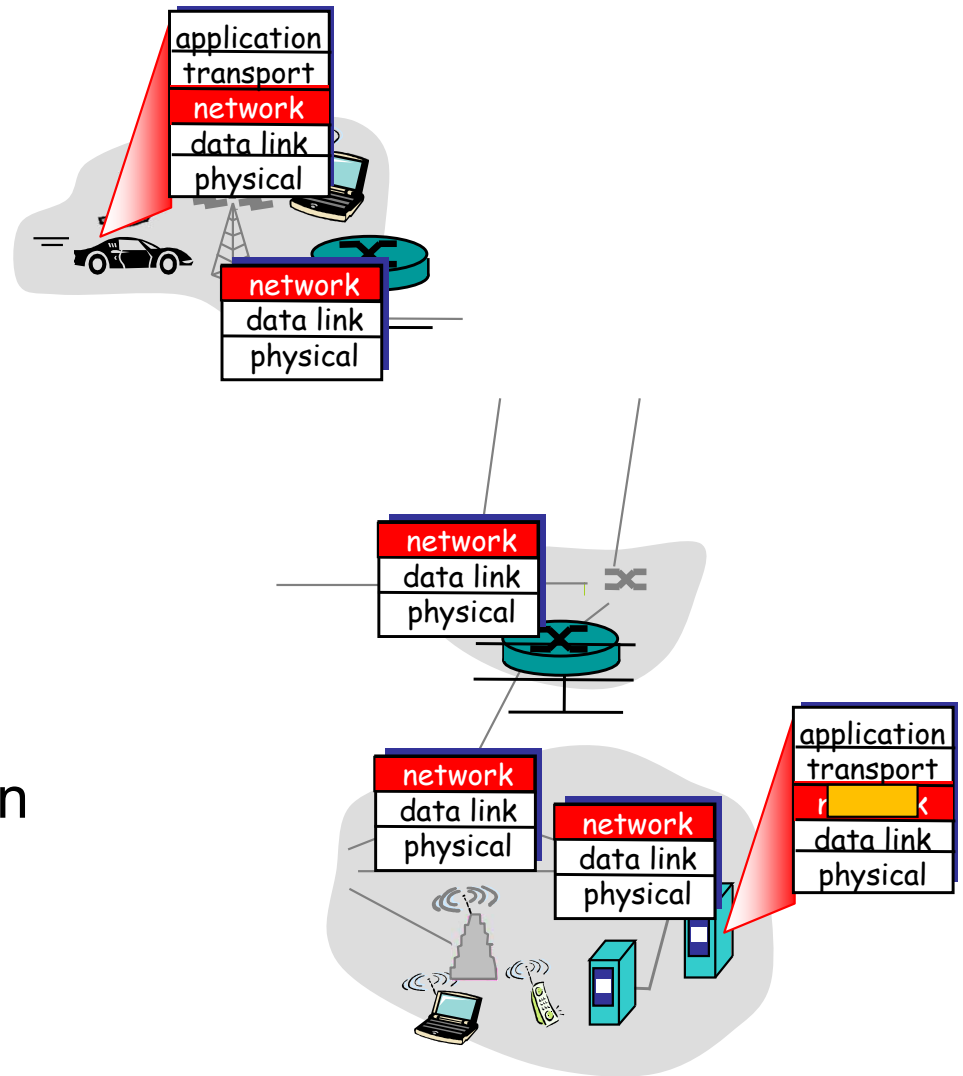 application
transport
network
data link
physical
network
data link
physical
network
data link
physical
n
network
data link
physical
network
data link
physical
application
transport
data link
physical